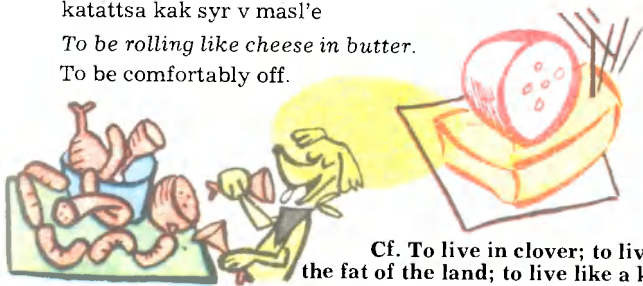 katattsa kak syr v masl'e
To be rolling like cheese in butter.
To be comfortably off.
Cf. To live in clover; to
the fat of the land; to live like a